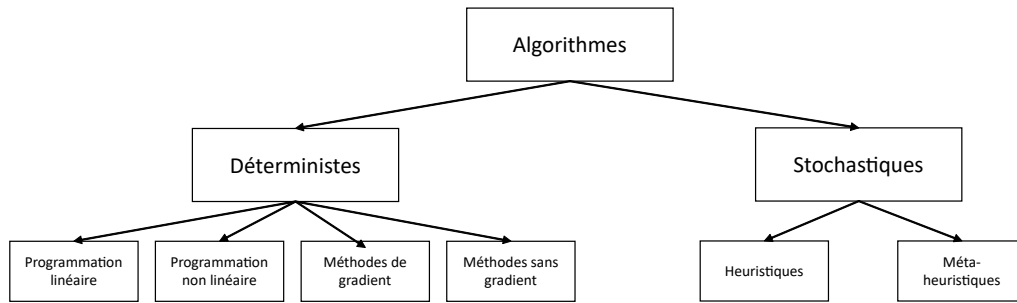 Algorithmes
Déterministes
Stochastiques
Programmation
linéaire
Programmation
non linéaire
Méthodes de
gradient
Méthodes sans
gradient
Heuristiques
Méta-
heuristiques